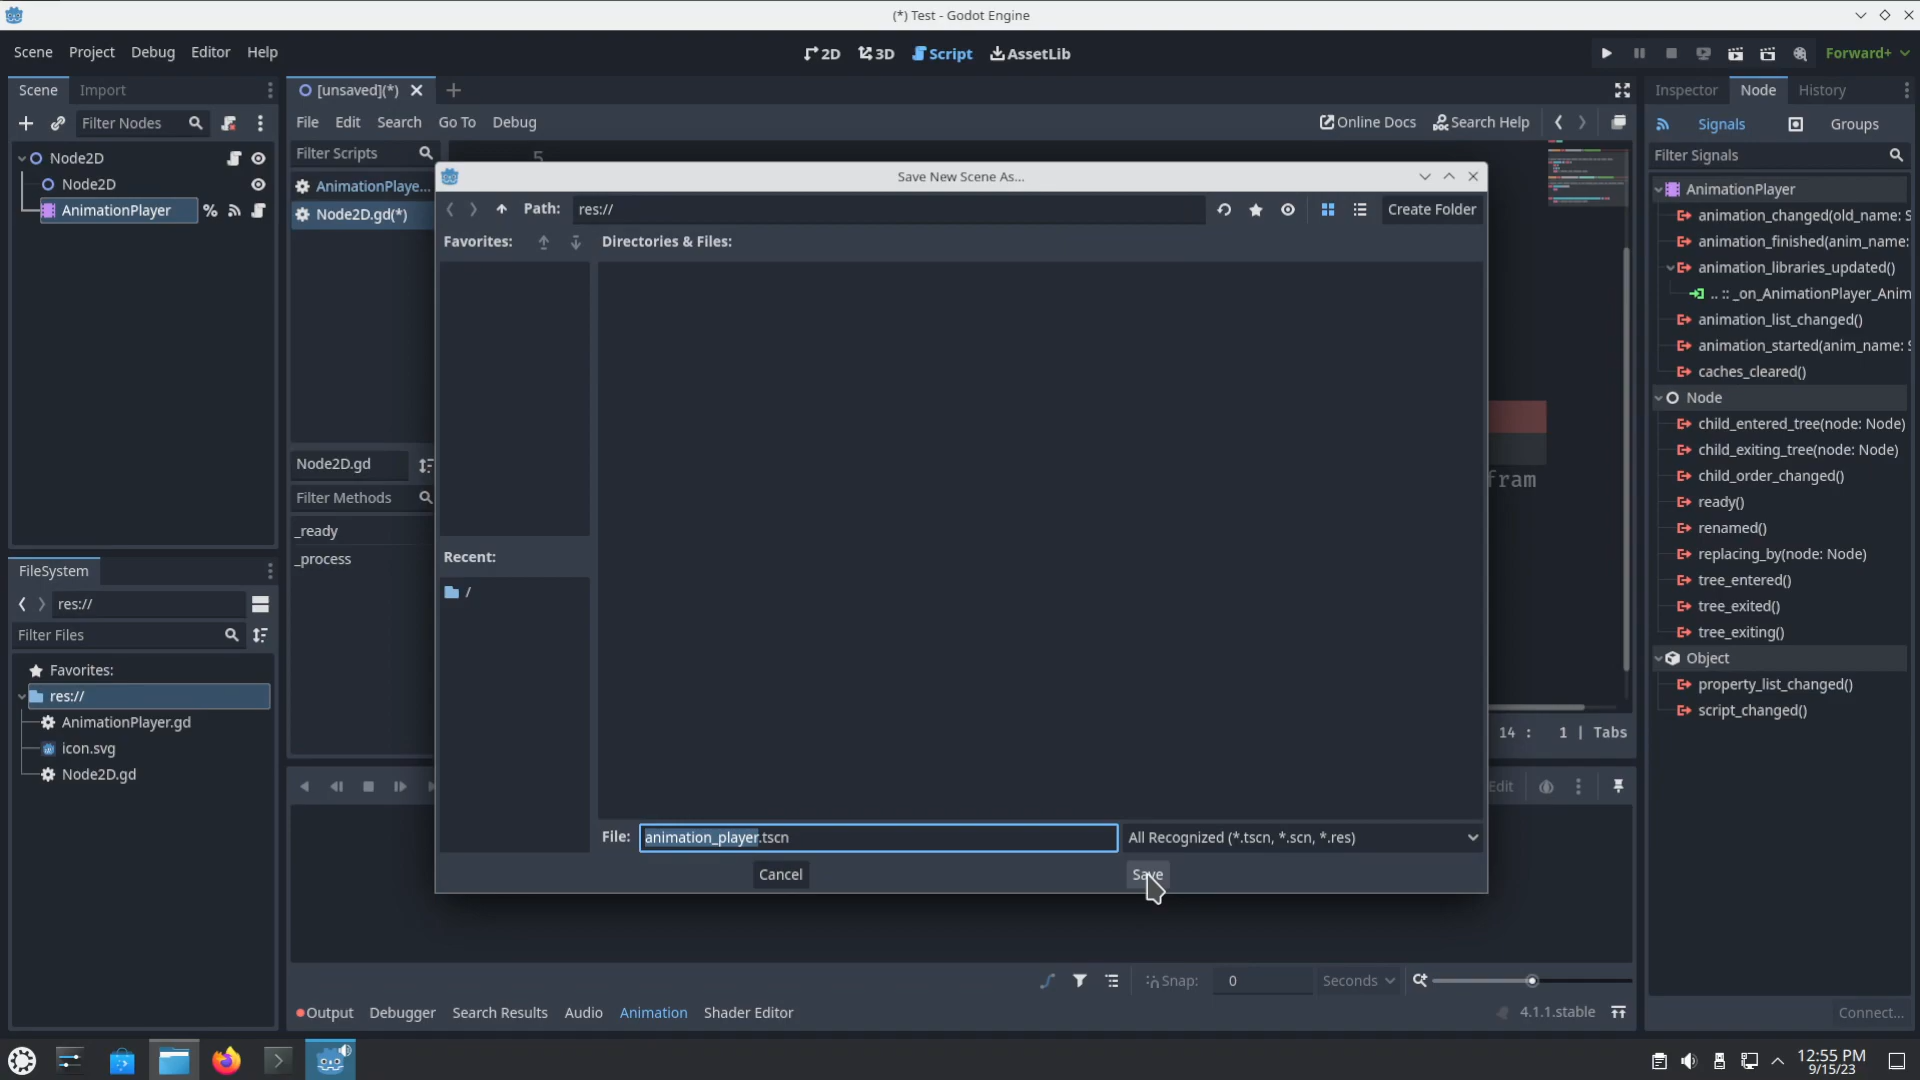 (*) Test - Godot Engine
Scene Project Debug Editor Help
2D 3D Script AssetLib
Forward+
Scene Import
[unsaved](*)
Inspector Node History
Filter Nodes
File Edit Search Go To Debug
Online Docs Search Help
Signals Groups
Filter Scripts
5
Filter Signals
Node2D
Node2D
AnimationPlayer
AnimationPlaye...
Node2D.gd(*)
Save New Scene As...
Path: res://
Create Folder
Favorites:
Directories & Files:
Recent:
/
File: animation_player.tscn
All Recognized (*.tscn, *.scn, *.res)
Cancel
Save
AnimationPlayer
animation_changed(old_name: S
animation_finished(anim_name:
animation_libraries_updated()
.. :: _on_AnimationPlayer_Anim
animation_list_changed()
animation_started(anim_name: S
caches_cleared()
Node
child_entered_tree(node: Node)
child_exiting_tree(node: Node)
child_order_changed()
ready()
renamed()
replacing_by(node: Node)
tree_entered()
tree_exited()
tree_exiting()
Object
property_list_changed()
script_changed()
Node2D.gd
Filter Methods
_ready
_process
fram
14 : 1 | Tabs
FileSystem
res://
Filter Files
Favorites:
res://
AnimationPlayer.gd
icon.svg
Node2D.gd
Edit
Snap: 0 Seconds
Output Debugger Search Results Audio Animation Shader Editor
4.1.1.stable
Connect...
12:55 PM
9/15/23